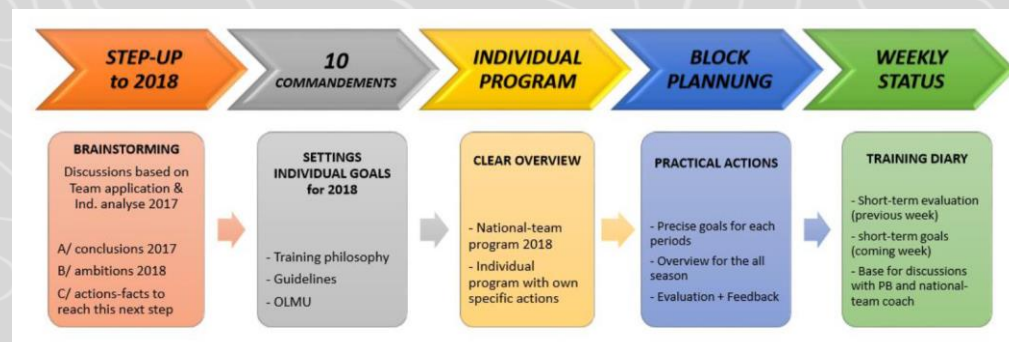 STEP-UP
to 2018
10
COMMANDEMENTS
INDIVIDUAL
PROGRAM
BLOCK
PLANNUNG
WEEKLY
STATUS
BRAINSTORMING
Discussions based on
Team application &
Ind. analyse 2017
A/ conclusions 2017
B/ ambitions 2018
C/ actions-facts to
reach this next step
SETTINGS
INDIVIDUAL GOALS
for 2018
- Training philosophy
- Guidelines
- OLMU
CLEAR OVERVIEW
- National-team
program 2018
- Individual
program with own
specific actions
PRACTICAL ACTIONS
- Precise goals for each
periods
- Overview for the all
season
- Evaluation + Feedback
TRAINING DIARY
- Short-term evaluation
(previous week)
- short-term goals
(coming week)
- Base for discussions
with PB and national-
team coach